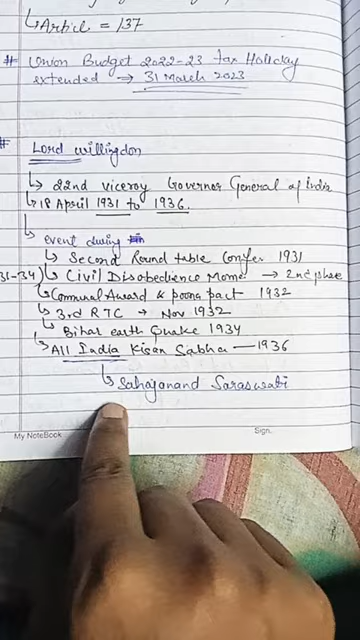 ↳ Article = 137
# Union Budget 2022-23 tax Holiday
extended → 31 March 2023
# Lord Willingdon
↳ 22nd viceroy Governor General of India
↳ 18 April 1931 to 1936.
↳ event during
↳ Second Round table Confer 1931
31-34) ↳ Civil Disobedience Mome → 2nd phase
↳ Communal Award & poona pact 1932
↳ 3rd RTC → Nov 1932
↳ Bihar earth Quake 1934
↳ All India Kisan Sabha — 1936
↳ Sahajanand Saraswati
My NoteBook
Sign.